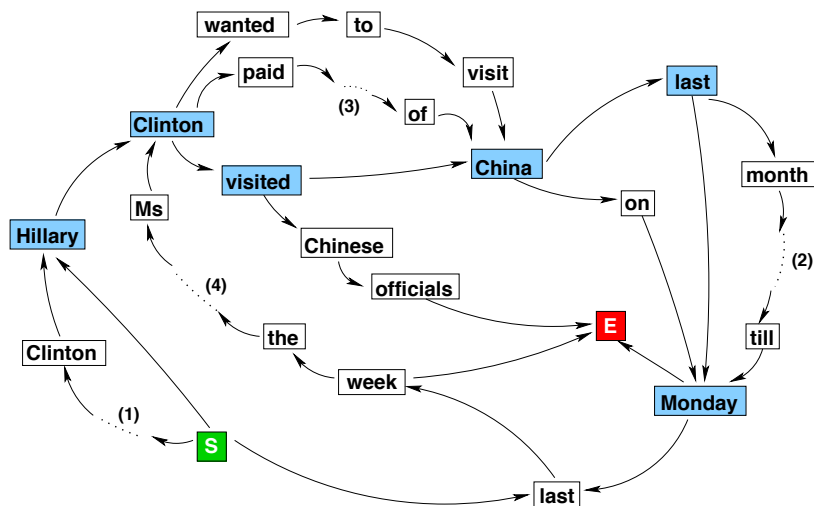 wanted
to
paid
visit
last
(3)
of
Clinton
China
visited
month
Ms
on
Hillary
Chinese
(2)
(4)
officials
E
the
till
Clinton
week
Monday
(1)
S
last